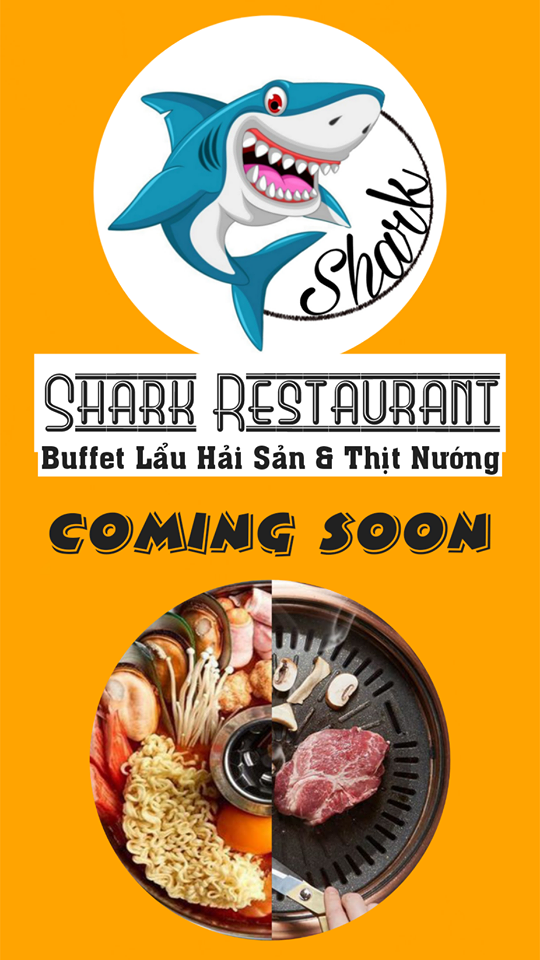 Shark
SHARK RESTAURANT
Buffet Lẩu Hải Sản & Thịt Nướng
COMING SOON